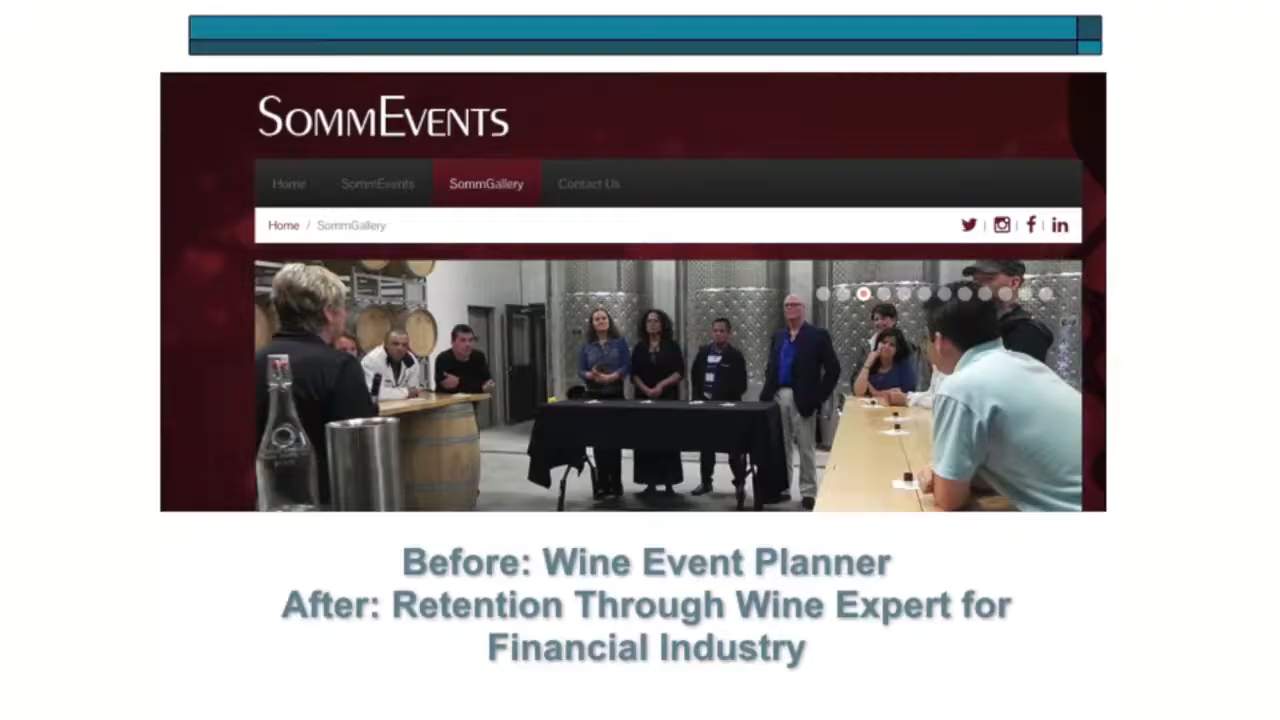 SOMMEVENTS
Home SommEvents SommGallery Contact Us
Home / SommGallery
Before: Wine Event Planner
After: Retention Through Wine Expert for
Financial Industry